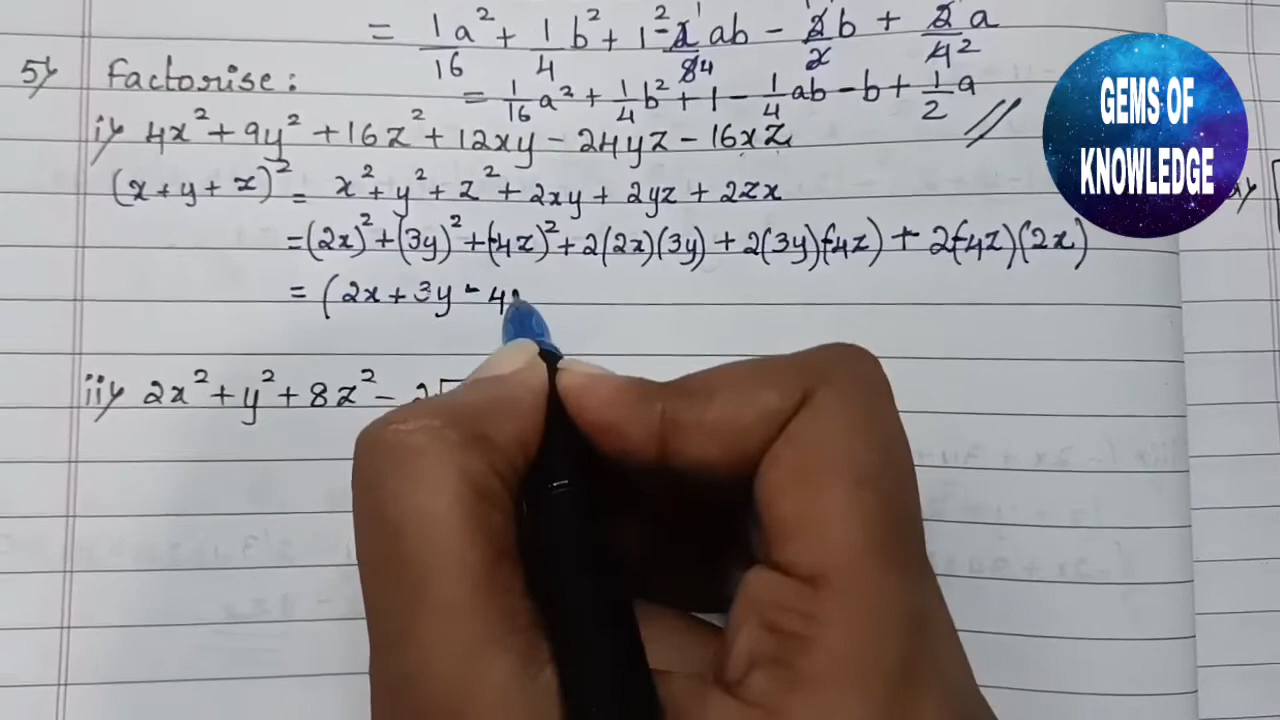 = 1/16 a² + 1/4 b² + 1² - 2/84 ab - 2/2 b + 2/42 a
5) Factorise:
= 1/16 a² + 1/4 b² + 1 - 1/4 ab - b + 1/2 a //
i) 4x² + 9y² + 16z² + 12xy - 24yz - 16xz
(x + y + z)² = x² + y² + z² + 2xy + 2yz + 2zx
= (2x)² + (3y)² + (-4z)² + 2(2x)(3y) + 2(3y)(-4z) + 2(-4z)(2x)
= (2x + 3y - 4
ii) 2x² + y² + 8z² - 2√
GEMS OF
KNOWLEDGE